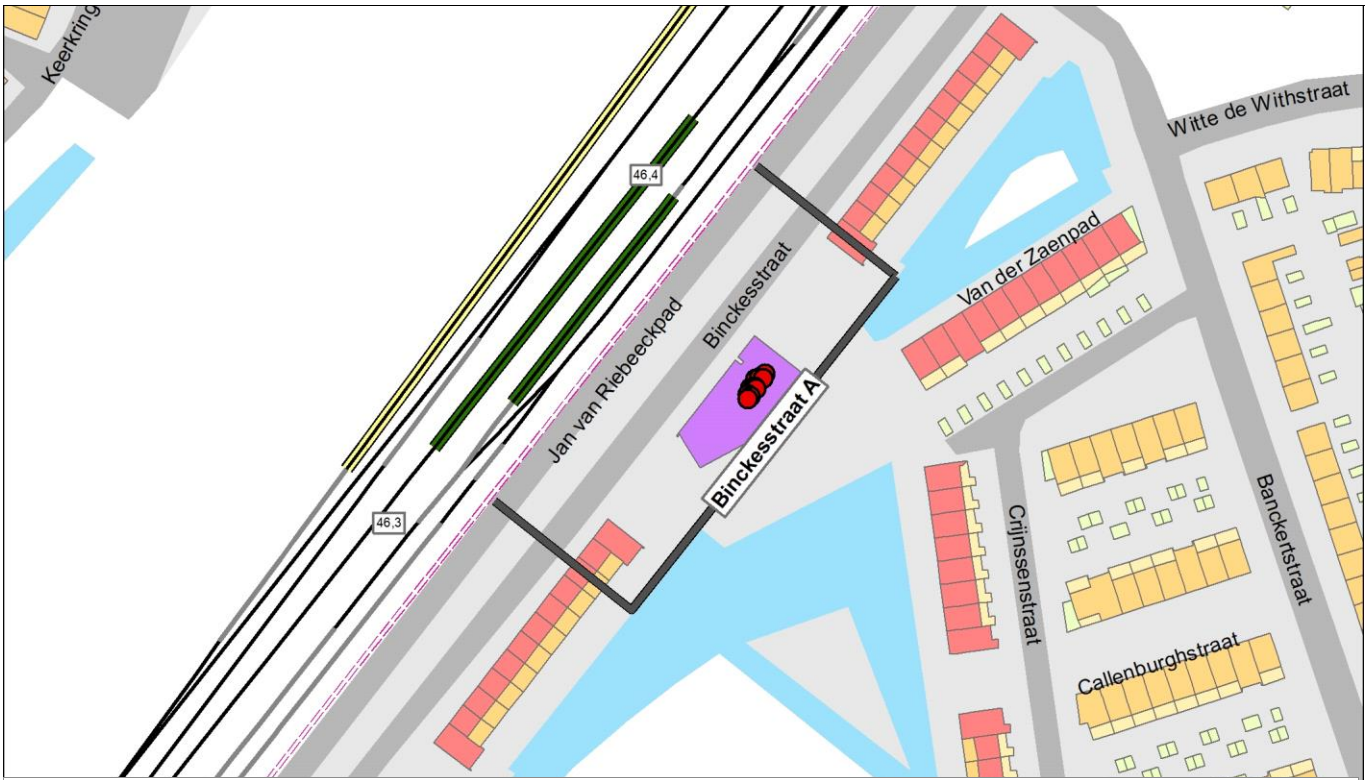 Keerkring
Witte de Withstraat
46,4
Van der Zaenpad
Binckesstraat
Jan van Riebeeckpad
Binckesstraat A
46,3
Crijnssenstraat
Banckertstraat
Callenburghstraat